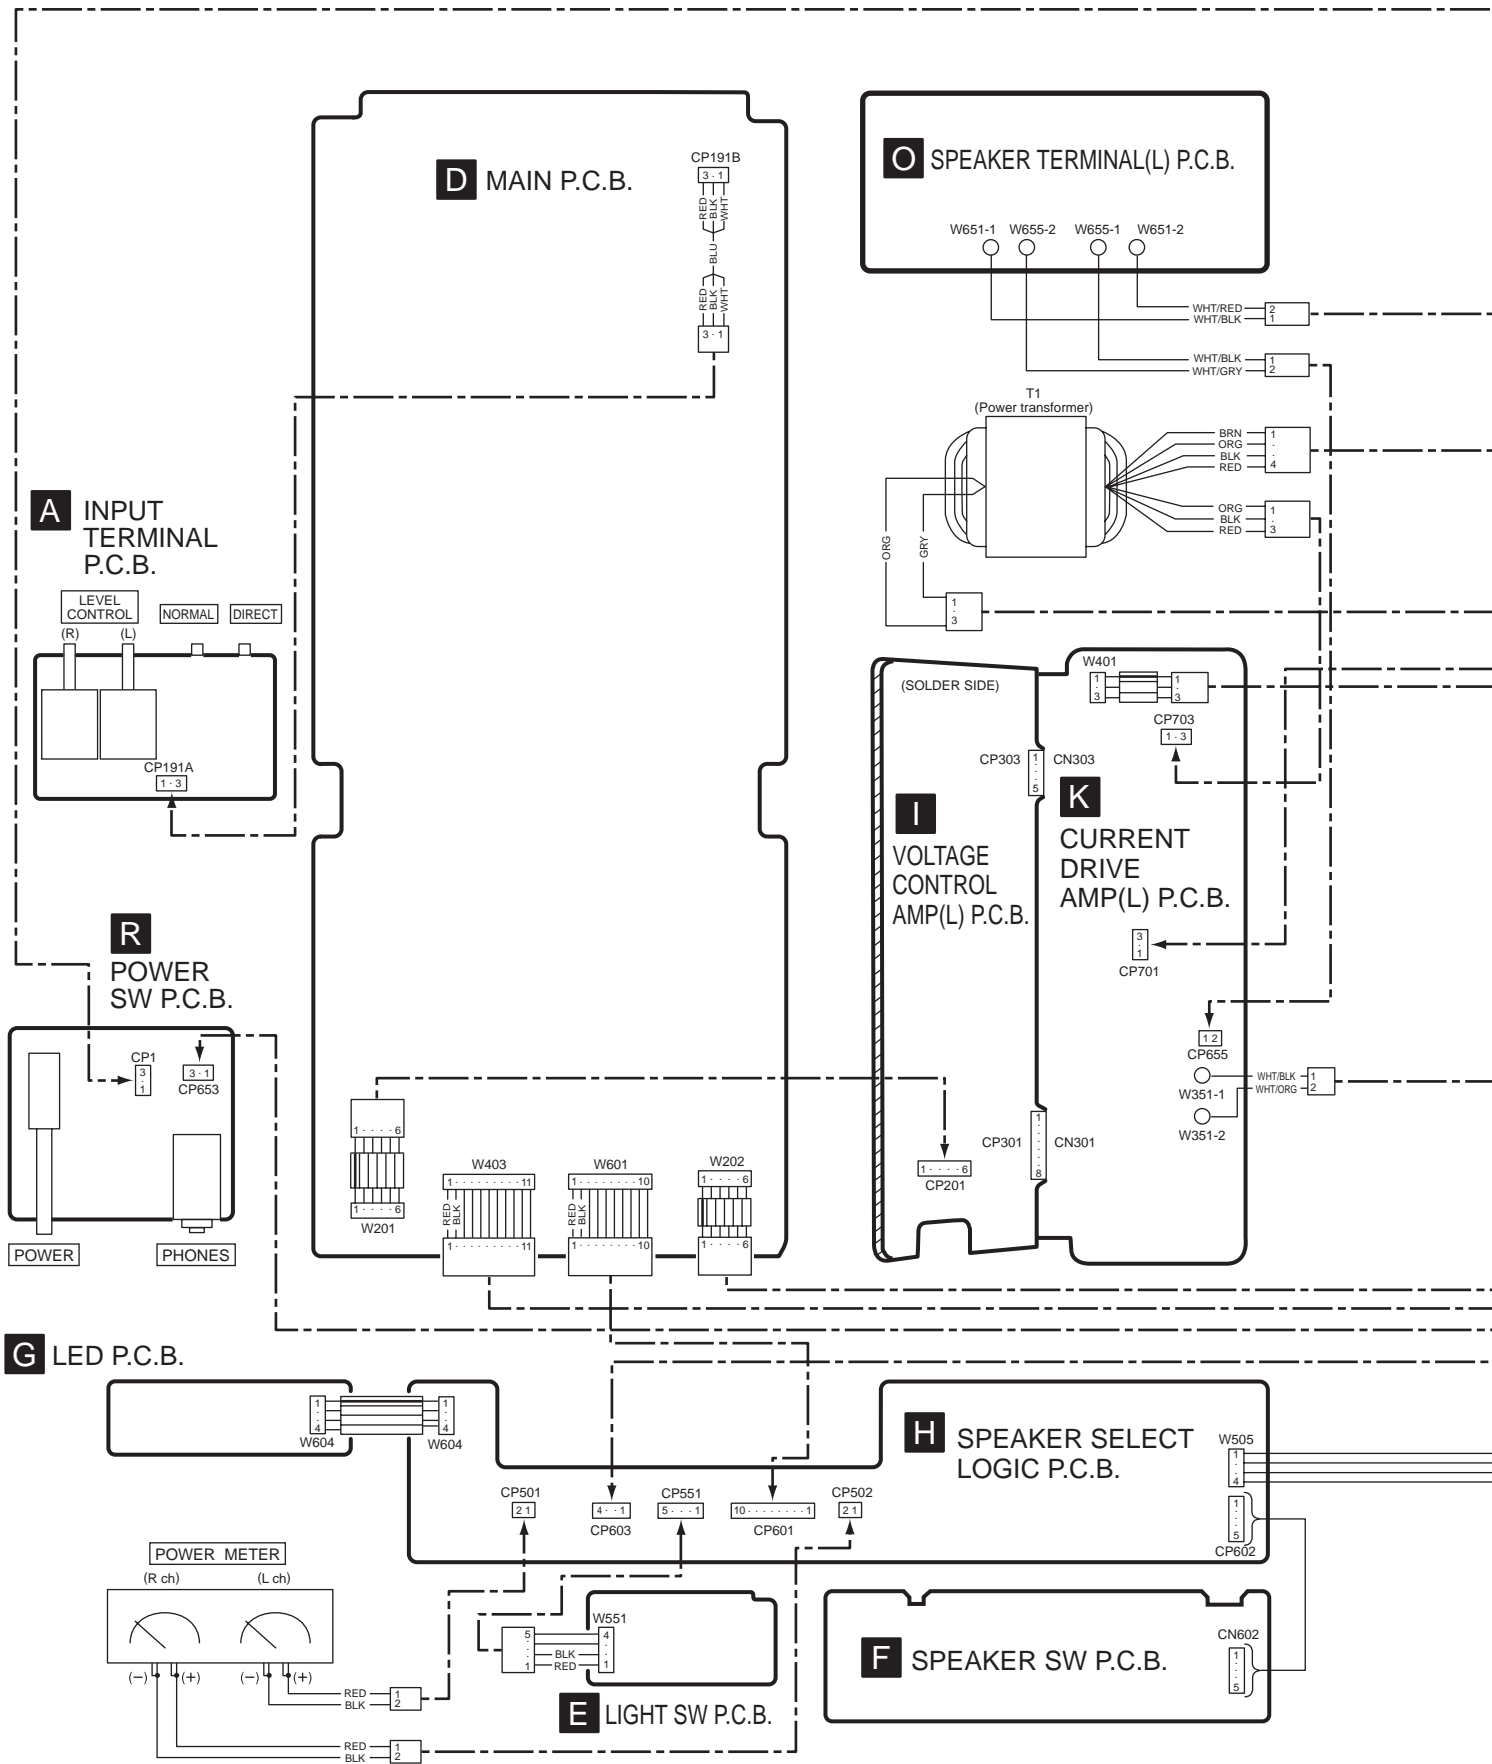 D MAIN P.C.B.
CP191B
3 · 1
RED
BLK
WHT
BLU
RED
BLK
WHT
3 · 1
O SPEAKER TERMINAL(L) P.C.B.
W651-1 W655-2 W655-1 W651-2
WHT/RED 2
WHT/BLK 1
WHT/BLK 1
WHT/GRY 2
T1
(Power transformer)
BRN 1
ORG ·
BLK ·
RED 4
ORG 1
BLK ·
RED 3
ORG
GRY
1
·
3
A INPUT
TERMINAL
P.C.B.
LEVEL
CONTROL
NORMAL
DIRECT
(R) (L)
CP191A
1 · 3
(SOLDER SIDE)
W401
1
·
3
1
·
3
CP703
1 · 3
CP303
1
·
·
·
5
CN303
I
VOLTAGE
CONTROL
AMP(L) P.C.B.
K
CURRENT
DRIVE
AMP(L) P.C.B.
3
·
1
CP701
1 2
CP655
W351-1
W351-2
WHT/BLK 1
WHT/ORG 2
CP301
1
·
·
·
·
·
·
8
CN301
1 · · · · 6
CP201
R
POWER
SW P.C.B.
CP1
3
·
1
3 · 1
CP653
POWER
PHONES
1 · · · · 6
1 · · · · 6
W201
W403
1 · · · · · · · · · 11
RED
BLK
1 · · · · · · · · · 11
W601
1 · · · · · · · · 10
RED
BLK
1 · · · · · · · · 10
W202
1 · · · · 6
1 · · · · 6
G LED P.C.B.
1
·
·
4
W604
1
·
·
4
W604
H SPEAKER SELECT
LOGIC P.C.B.
W505
1
·
·
4
1
·
·
·
5
CP602
CP501
2 1
4 · · 1
CP603
CP551
5 · · · 1
10 · · · · · · · · 1
CP601
CP502
2 1
POWER METER
(R ch) (L ch)
(−) (+) (−) (+)
RED 1
BLK 2
RED 1
BLK 2
5
·
·
·
1
BLK
RED
W551
4
·
·
1
E LIGHT SW P.C.B.
F SPEAKER SW P.C.B.
CN602
1
·
·
·
5